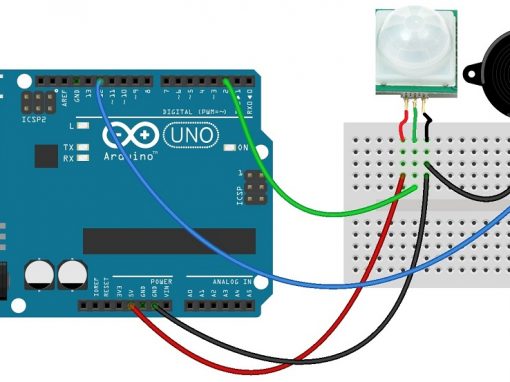 AREF
GND
13
12
~11
~10
~9
8
7
~6
~5
4
~3
2
RX0◄0
DIGITAL (PWM=~)
ICSP2
L
TX
RX
UNO
Arduino
ON
ICSP
1
IOREF
RESET
3V3
5V
GND
GND
VIN
POWER
ANALOG IN
A0
A1
A2
A3
A4
A5